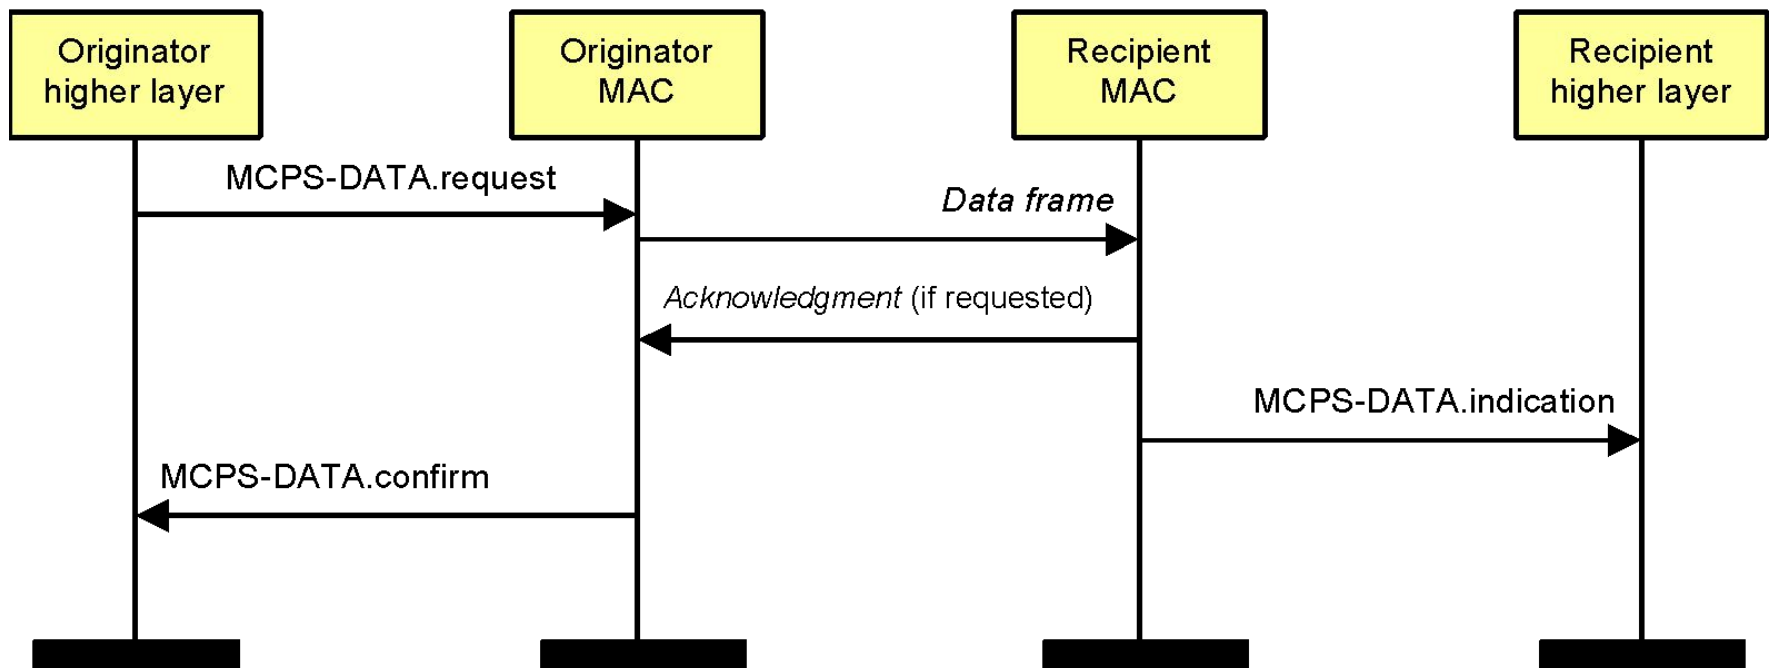 Originator
higher layer
Originator
MAC
Recipient
MAC
Recipient
higher layer
MCPS-DATA.request
Data frame
Acknowledgment (if requested)
MCPS-DATA.indication
MCPS-DATA.confirm